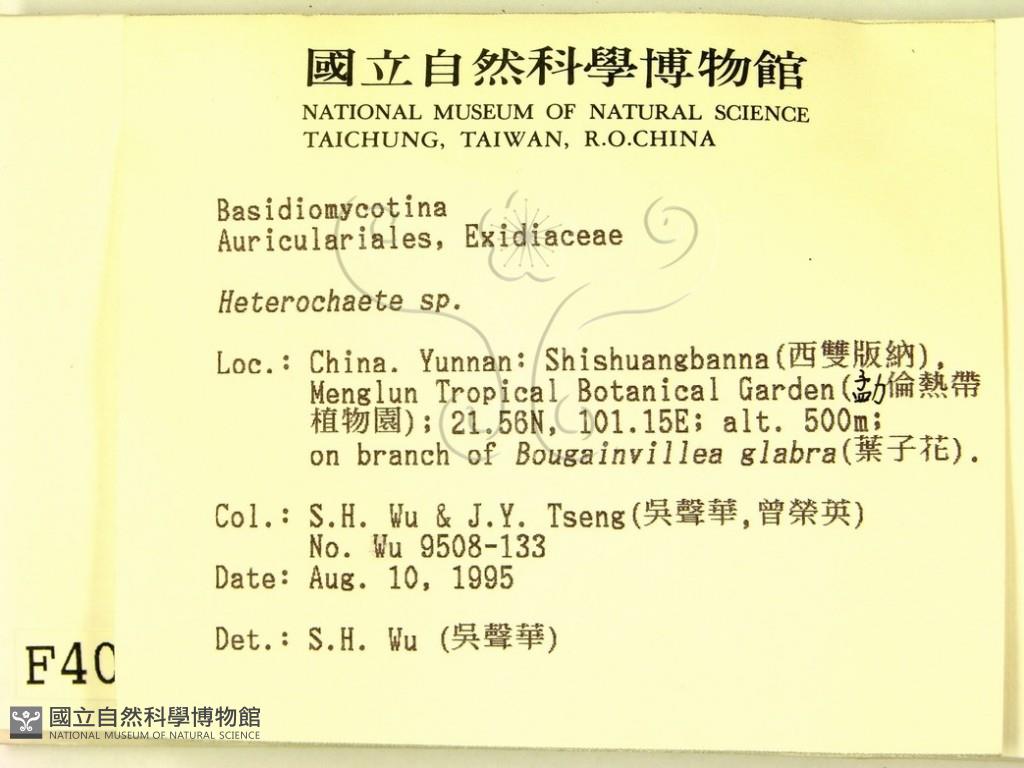 國立自然科學博物館
NATIONAL MUSEUM OF NATURAL SCIENCE
TAICHUNG, TAIWAN, R.O.CHINA
Basidiomycotina
Auriculariales, Exidiaceae
Heterochaete sp.
Loc.: China. Yunnan: Shishuangbanna(西雙版納),
Menglun Tropical Botanical Garden(勐倫熱帶
植物園); 21.56N, 101.15E; alt. 500m;
on branch of Bougainvillea glabra(葉子花).
Col.: S.H. Wu & J.Y. Tseng(吳聲華,曾榮英)
No. Wu 9508-133
Date: Aug. 10, 1995
Det.: S.H. Wu (吳聲華)
F40
國立自然科學博物館
NATIONAL MUSEUM OF NATURAL SCIENCE